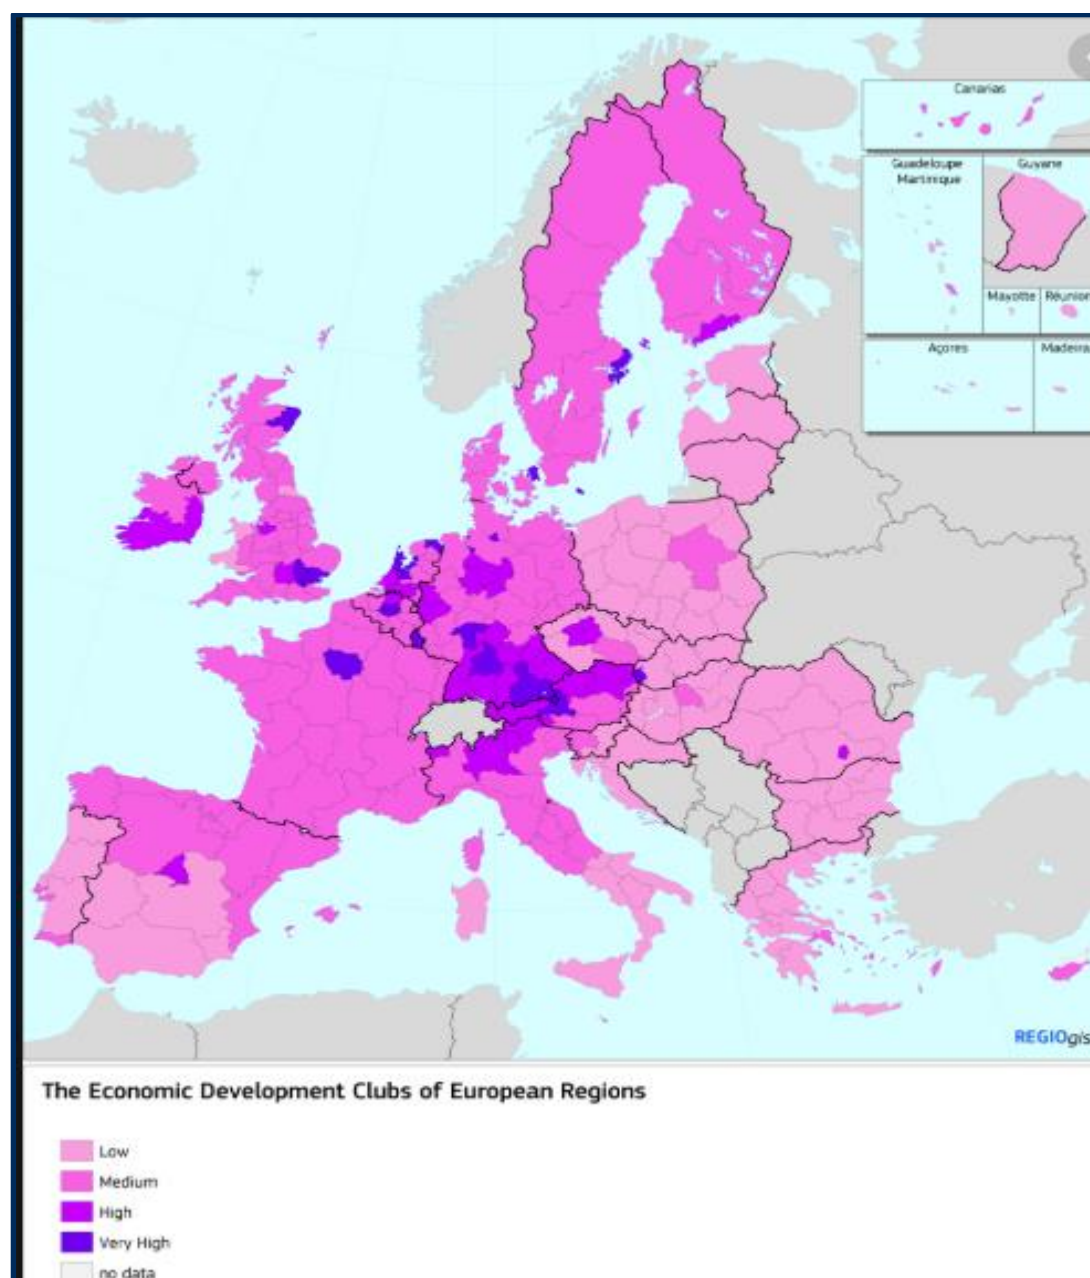 Canarias
Guadeloupe
Martinique
Guyane
Mayotte
Réunion
Açores
Madeira
REGIOgis
The Economic Development Clubs of European Regions
Low
Medium
High
Very High
no data